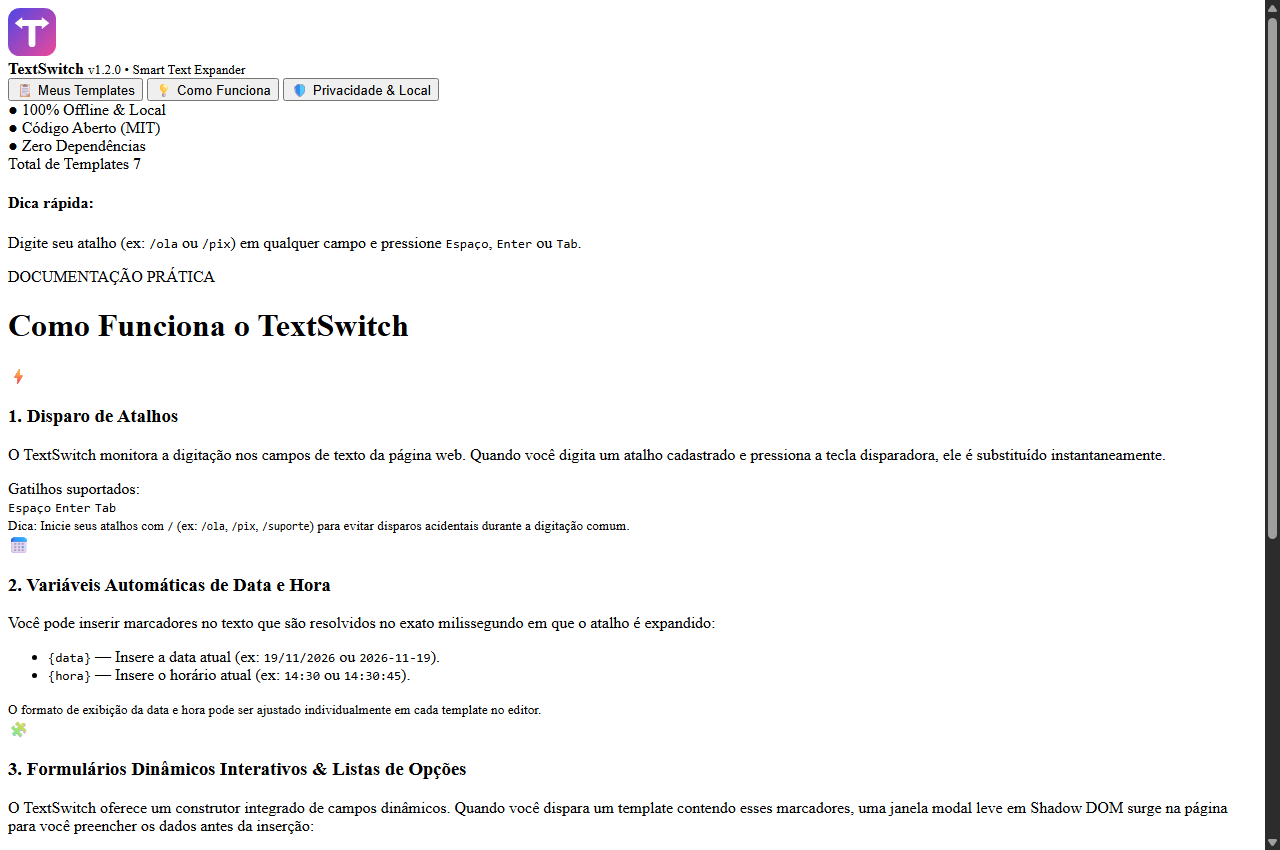 T
TextSwitch v1.2.0 • Smart Text Expander
Meus Templates Como Funciona Privacidade & Local
● 100% Offline & Local
● Código Aberto (MIT)
● Zero Dependências
Total de Templates 7
Dica rápida:
Digite seu atalho (ex: /ola ou /pix) em qualquer campo e pressione Espaço, Enter ou Tab.
DOCUMENTAÇÃO PRÁTICA
Como Funciona o TextSwitch
1. Disparo de Atalhos
O TextSwitch monitora a digitação nos campos de texto da página web. Quando você digita um atalho cadastrado e pressiona a tecla disparadora, ele é substituído instantaneamente.
Gatilhos suportados:
Espaço Enter Tab
Dica: Inicie seus atalhos com / (ex: /ola, /pix, /suporte) para evitar disparos acidentais durante a digitação comum.
2. Variáveis Automáticas de Data e Hora
Você pode inserir marcadores no texto que são resolvidos no exato milissegundo em que o atalho é expandido:
• {data} — Insere a data atual (ex: 19/11/2026 ou 2026-11-19).
• {hora} — Insere o horário atual (ex: 14:30 ou 14:30:45).
O formato de exibição da data e hora pode ser ajustado individualmente em cada template no editor.
3. Formulários Dinâmicos Interativos & Listas de Opções
O TextSwitch oferece um construtor integrado de campos dinâmicos. Quando você dispara um template contendo esses marcadores, uma janela modal leve em Shadow DOM surge na página
para você preencher os dados antes da inserção: